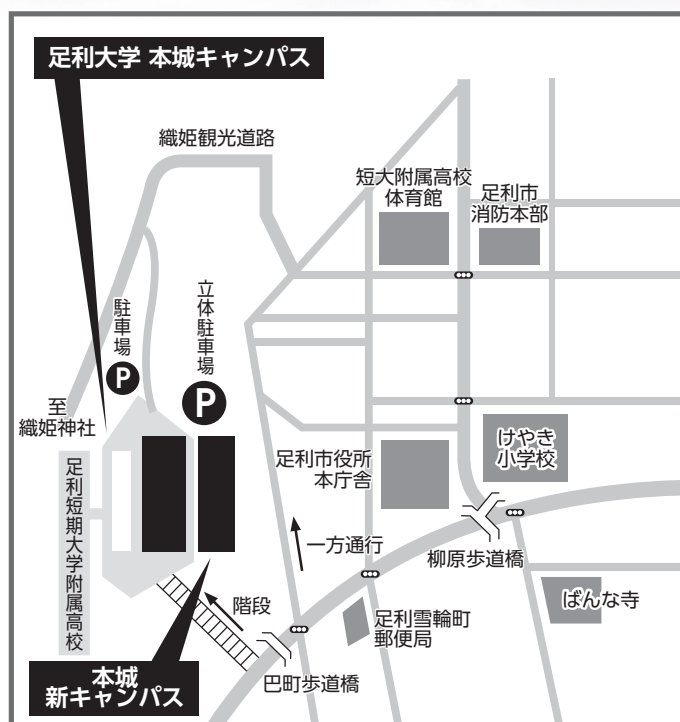 足利大学 本城キャンパス
織姫観光道路
短大附属高校
体育館
足利市
消防本部
駐車場
P
立体駐車場
P
至
織姫神社
足利短期大学附属高校
足利市役所
本庁舎
けやき
小学校
一方通行
柳原歩道橋
階段
足利雪輪町
郵便局
ばんな寺
巴町歩道橋
本城
新キャンパス